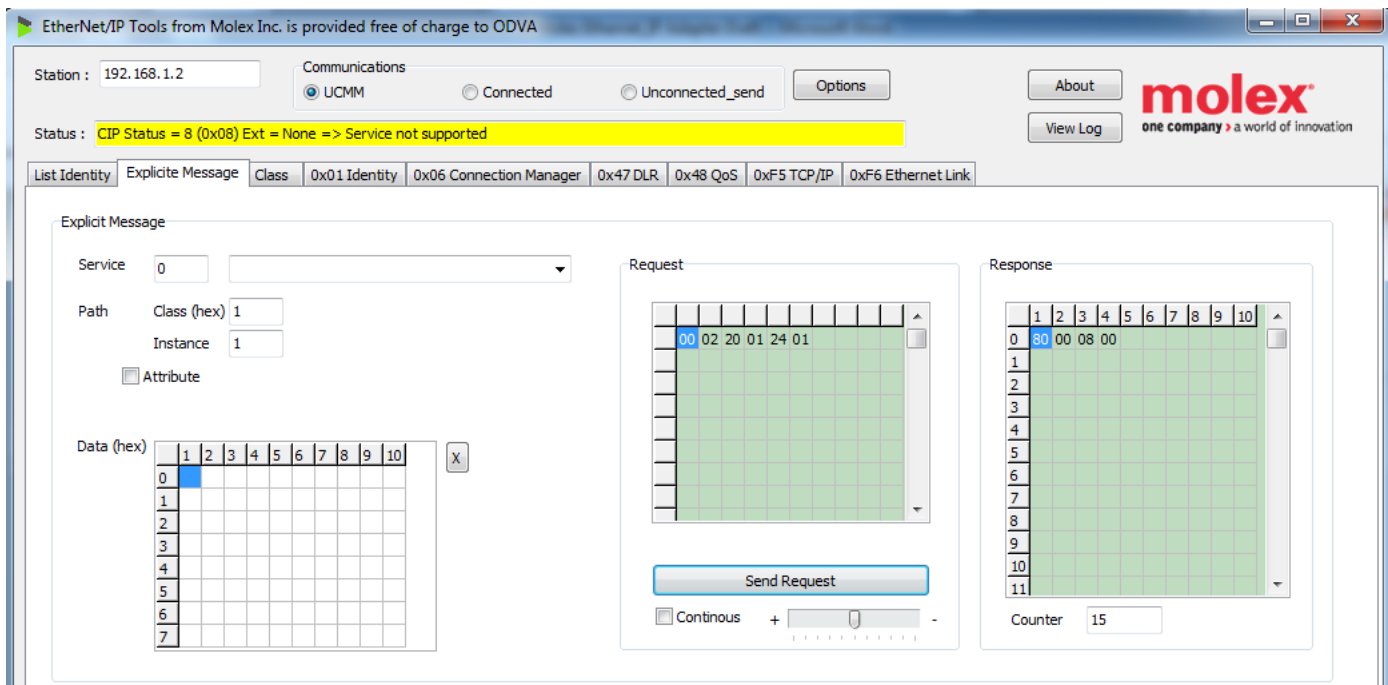 EtherNet/IP Tools from Molex Inc. is provided free of charge to ODVA
Station : 192.168.1.2
Communications
UCMM Connected Unconnected_send
Options
About
View Log
molex
one company > a world of innovation
Status : CIP Status = 8 (0x08) Ext = None => Service not supported
List Identity Explicite Message Class 0x01 Identity 0x06 Connection Manager 0x47 DLR 0x48 QoS 0xF5 TCP/IP 0xF6 Ethernet Link
Explicit Message
Service 0
Path Class (hex) 1
Instance 1
Attribute
Data (hex)
1 2 3 4 5 6 7 8 9 10
0
1
2
3
4
5
6
7
X
Request
00 02 20 01 24 01
Send Request
Continous + -
Response
1 2 3 4 5 6 7 8 9 10
0 80 00 08 00
1
2
3
4
5
6
7
8
9
10
11
Counter 15